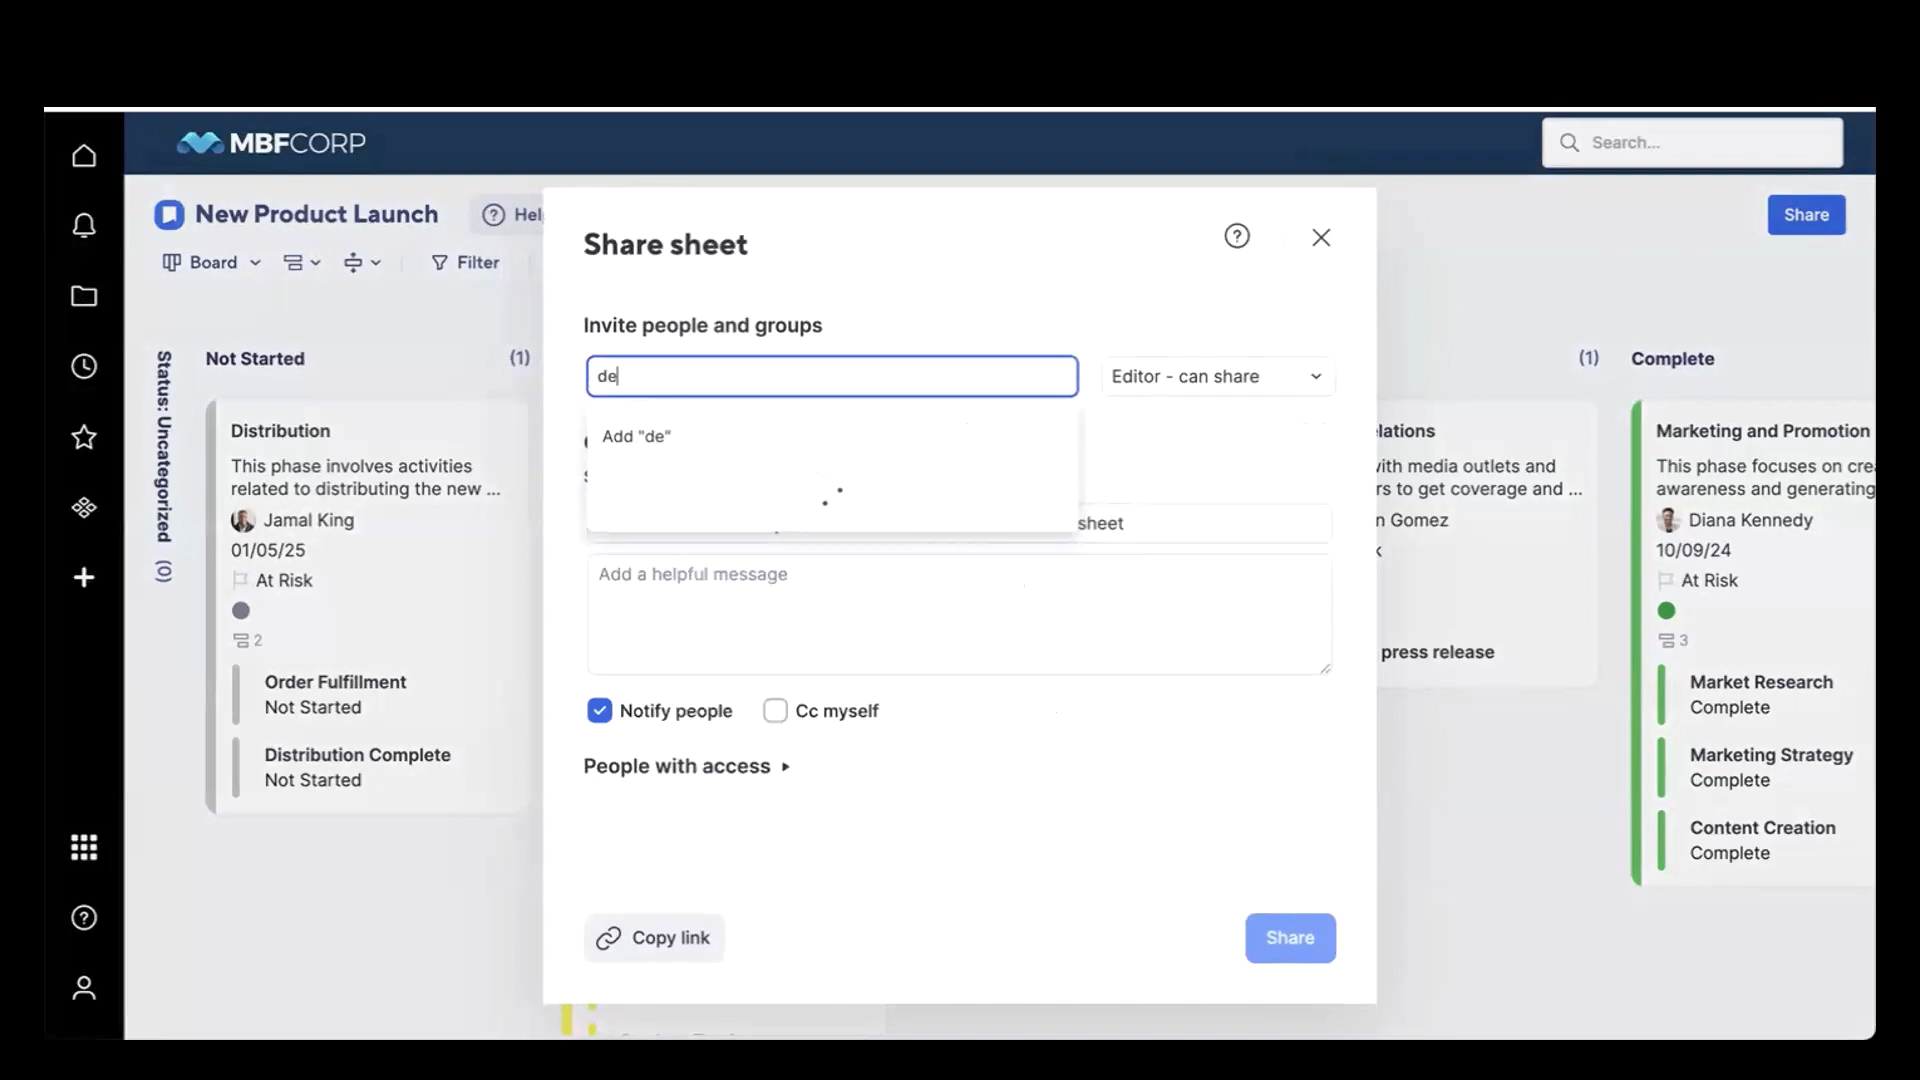 MBFCORP
Search...
New Product Launch
Hel
Share
Board
Filter
Status: Uncategorized (0)
Not Started (1)
Distribution
This phase involves activities
related to distributing the new ...
Jamal King
01/05/25
At Risk
2
Order Fulfillment
Not Started
Distribution Complete
Not Started
Share sheet
Invite people and groups
de
Editor - can share
Add "de"
sheet
Add a helpful message
Notify people
Cc myself
People with access
Copy link
Share
(1)
lations
with media outlets and
rs to get coverage and ...
n Gomez
k
press release
Complete
Marketing and Promotion
This phase focuses on cre
awareness and generating
Diana Kennedy
10/09/24
At Risk
3
Market Research
Complete
Marketing Strategy
Complete
Content Creation
Complete